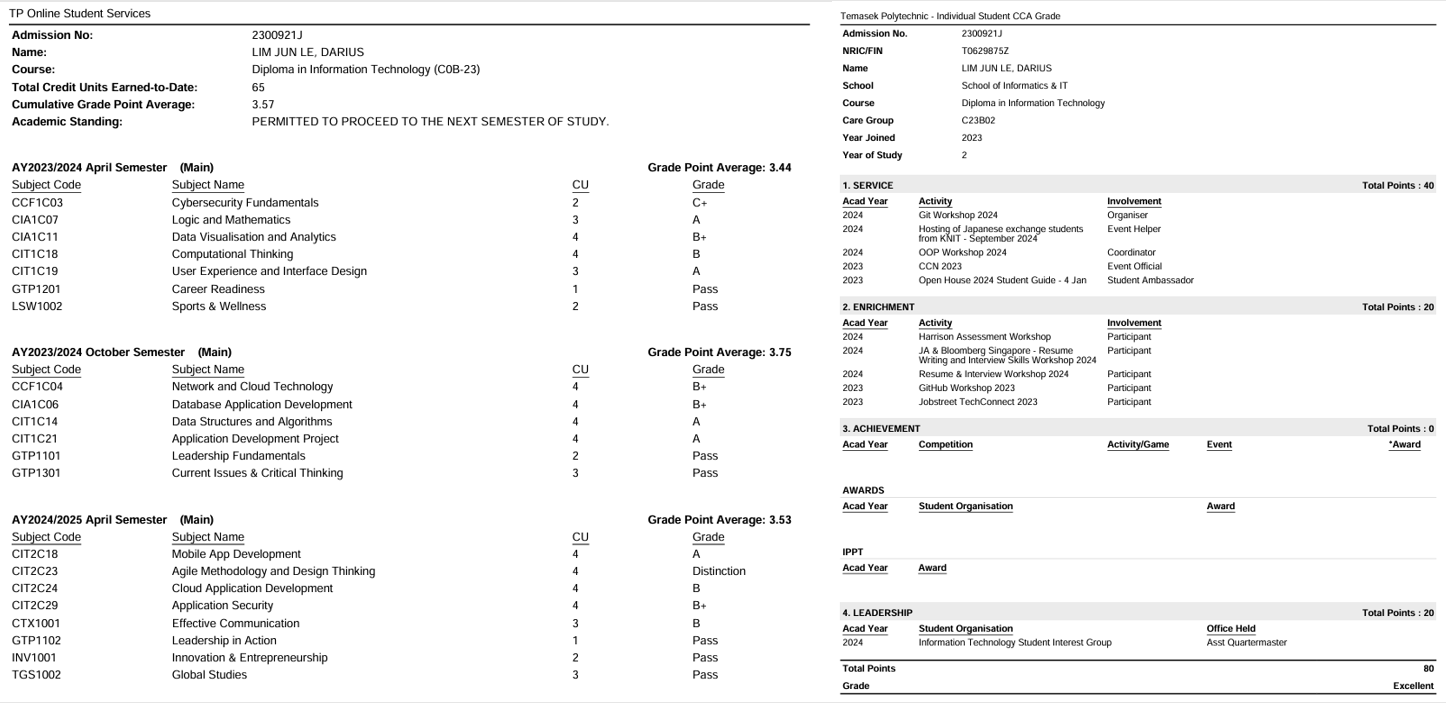 TP Online Student Services
Admission No: 2300921J
Name: LIM JUN LE, DARIUS
Course: Diploma in Information Technology (C0B-23)
Total Credit Units Earned-to-Date: 65
Cumulative Grade Point Average: 3.57
Academic Standing: PERMITTED TO PROCEED TO THE NEXT SEMESTER OF STUDY.
AY2023/2024 April Semester (Main) Grade Point Average: 3.44
Subject Code Subject Name CU Grade
CCF1C03 Cybersecurity Fundamentals 2 C+
CIA1C07 Logic and Mathematics 3 A
CIA1C11 Data Visualisation and Analytics 4 B+
CIT1C18 Computational Thinking 4 B
CIT1C19 User Experience and Interface Design 3 A
GTP1201 Career Readiness 1 Pass
LSW1002 Sports & Wellness 2 Pass
AY2023/2024 October Semester (Main) Grade Point Average: 3.75
Subject Code Subject Name CU Grade
CCF1C04 Network and Cloud Technology 4 B+
CIA1C06 Database Application Development 4 B+
CIT1C14 Data Structures and Algorithms 4 A
CIT1C21 Application Development Project 4 A
GTP1101 Leadership Fundamentals 2 Pass
GTP1301 Current Issues & Critical Thinking 3 Pass
AY2024/2025 April Semester (Main) Grade Point Average: 3.53
Subject Code Subject Name CU Grade
CIT2C18 Mobile App Development 4 A
CIT2C23 Agile Methodology and Design Thinking 4 Distinction
CIT2C24 Cloud Application Development 4 B
CIT2C29 Application Security 4 B+
CTX1001 Effective Communication 3 B
GTP1102 Leadership in Action 1 Pass
INV1001 Innovation & Entrepreneurship 2 Pass
TGS1002 Global Studies 3 Pass
Temasek Polytechnic - Individual Student CCA Grade
Admission No. 2300921J
NRIC/FIN T0629875Z
Name LIM JUN LE, DARIUS
School School of Informatics & IT
Course Diploma in Information Technology
Care Group C23B02
Year Joined 2023
Year of Study 2
1. SERVICE Total Points : 40
Acad Year Activity Involvement
2024 Git Workshop 2024 Organiser
2024 Hosting of Japanese exchange students Event Helper
from KNIT - September 2024
2024 OOP Workshop 2024 Coordinator
2023 CCN 2023 Event Official
2023 Open House 2024 Student Guide - 4 Jan Student Ambassador
2. ENRICHMENT Total Points : 20
Acad Year Activity Involvement
2024 Harrison Assessment Workshop Participant
2024 JA & Bloomberg Singapore - Resume Participant
Writing and Interview Skills Workshop 2024
2024 Resume & Interview Workshop 2024 Participant
2023 GitHub Workshop 2023 Participant
2023 Jobstreet TechConnect 2023 Participant
3. ACHIEVEMENT Total Points : 0
Acad Year Competition Activity/Game Event *Award
AWARDS
Acad Year Student Organisation Award
IPPT
Acad Year Award
4. LEADERSHIP Total Points : 20
Acad Year Student Organisation Office Held
2024 Information Technology Student Interest Group Asst Quartermaster
Total Points 80
Grade Excellent